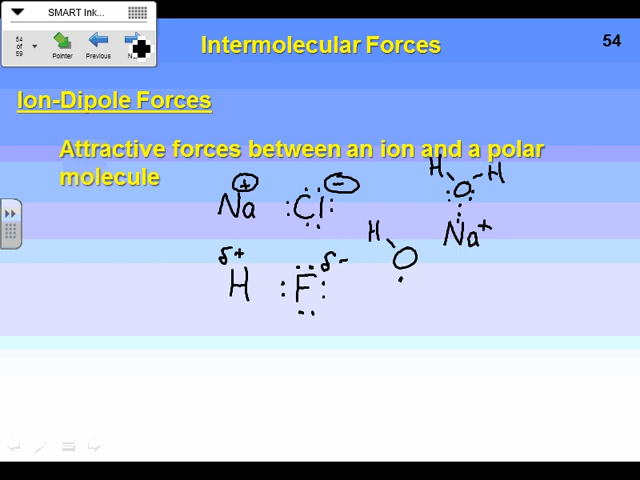 SMART Ink...
54
of
59
Pointer
Previous
Intermolecular Forces
54
Ion-Dipole Forces
Attractive forces between an ion and a polar
molecule
H O H
Na+ Cl−
Na+
H O
δ+ δ−
H F